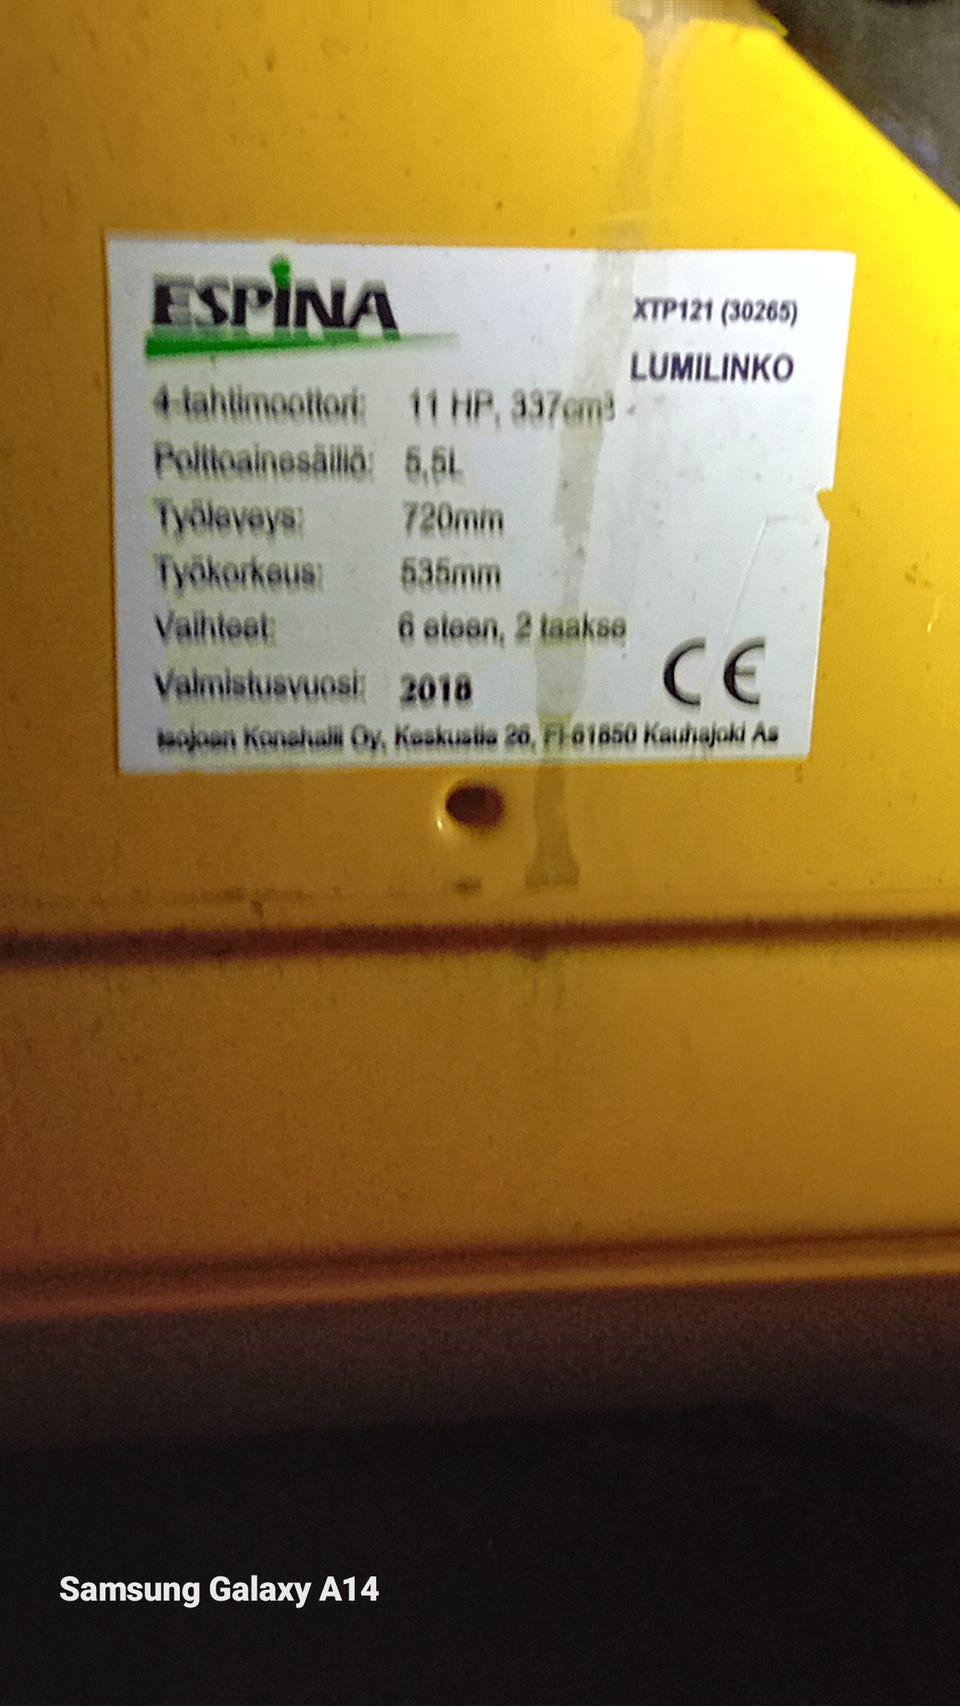 ESPINA
XTP121 (30265)
LUMILINKO
4-tahtimoottori: 11 HP, 337cm³ -
Polttoainesäiliö: 5,5L
Työleveys: 720mm
Työkorkeus: 535mm
Vaihteet: 6 eteen, 2 taakse
Valmistusvuosi: 2018
CE
Isojoen Konehalli Oy, Keskustie 26, FI-61850 Kauhajoki As
Samsung Galaxy A14